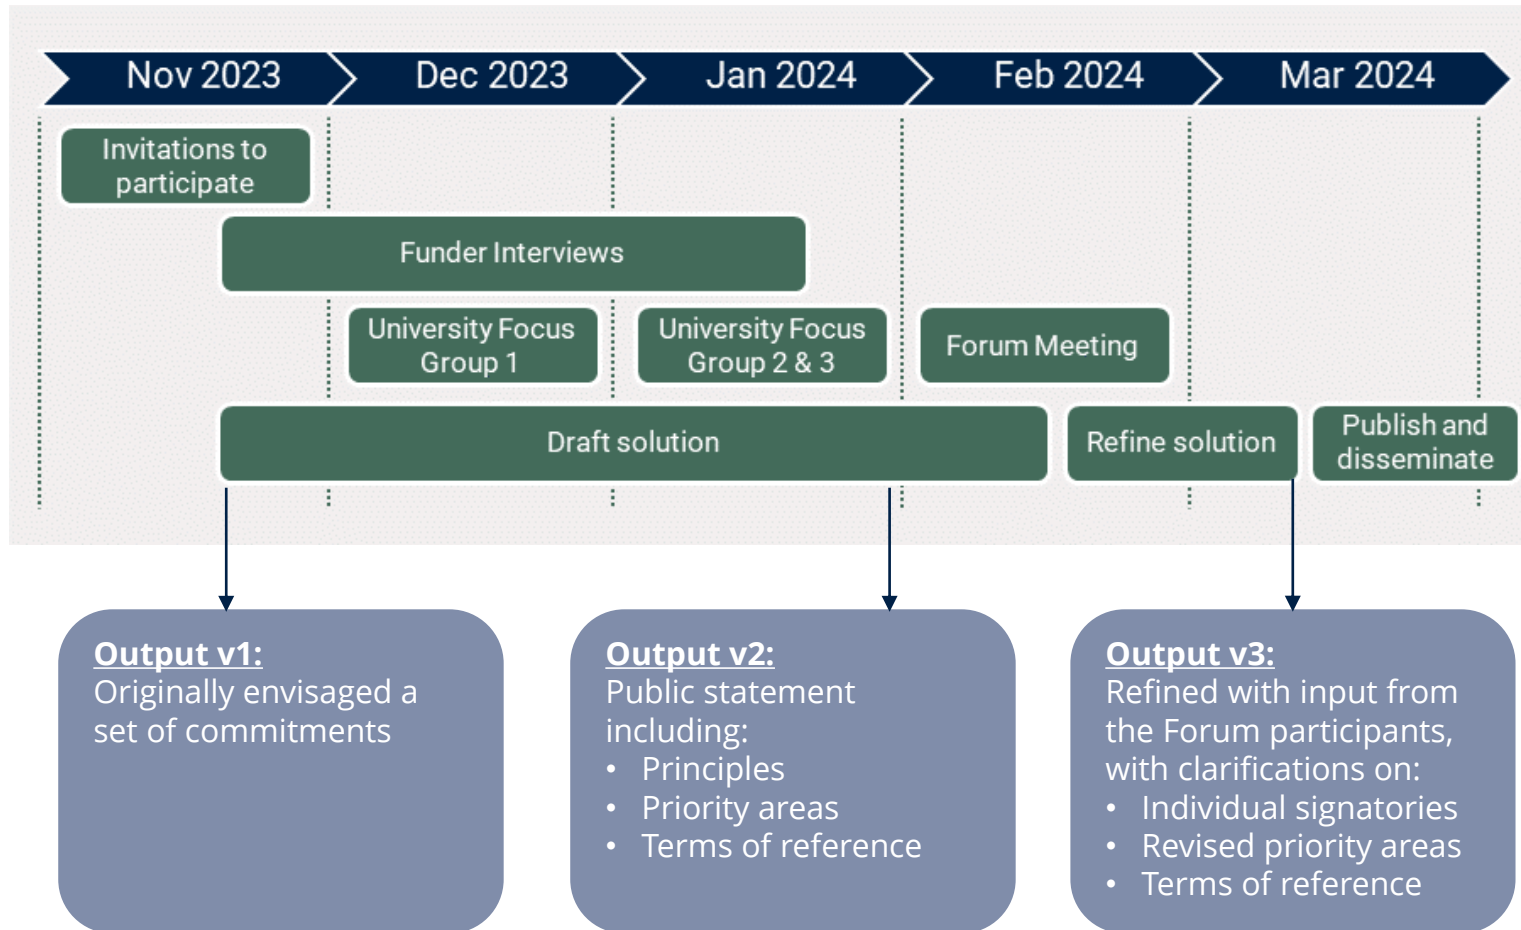 Nov 2023
Dec 2023
Jan 2024
Feb 2024
Mar 2024
Invitations to
participate
Funder Interviews
University Focus
Group 1
University Focus
Group 2 & 3
Forum Meeting
Draft solution
Refine solution
Publish and
disseminate
Output v1:
Originally envisaged a
set of commitments
Output v2:
Public statement
including:
• Principles
• Priority areas
• Terms of reference
Output v3:
Refined with input from
the Forum participants,
with clarifications on:
• Individual signatories
• Revised priority areas
• Terms of reference